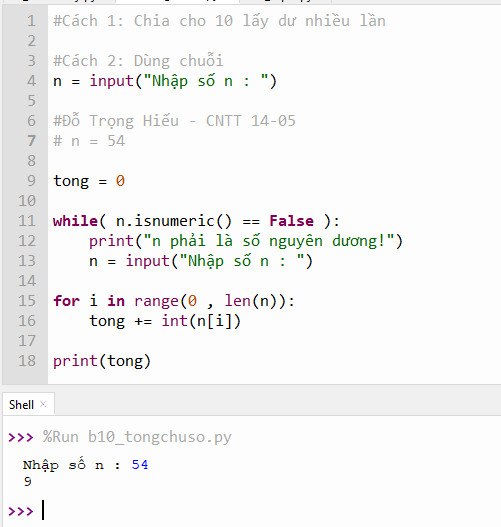 1 #Cách 1: Chia cho 10 lấy dư nhiều lần
2
3 #Cách 2: Dùng chuỗi
4 n = input("Nhập số n : ")
5
6 #Đỗ Trọng Hiếu - CNTT 14-05
7 # n = 54
8
9 tong = 0
10
11 while( n.isnumeric() == False ):
12     print("n phải là số nguyên dương!")
13     n = input("Nhập số n : ")
14
15 for i in range(0 , len(n)):
16     tong += int(n[i])
17
18 print(tong)
Shell ×
>>> %Run b10_tongchuso.py
Nhập số n : 54
9
>>>